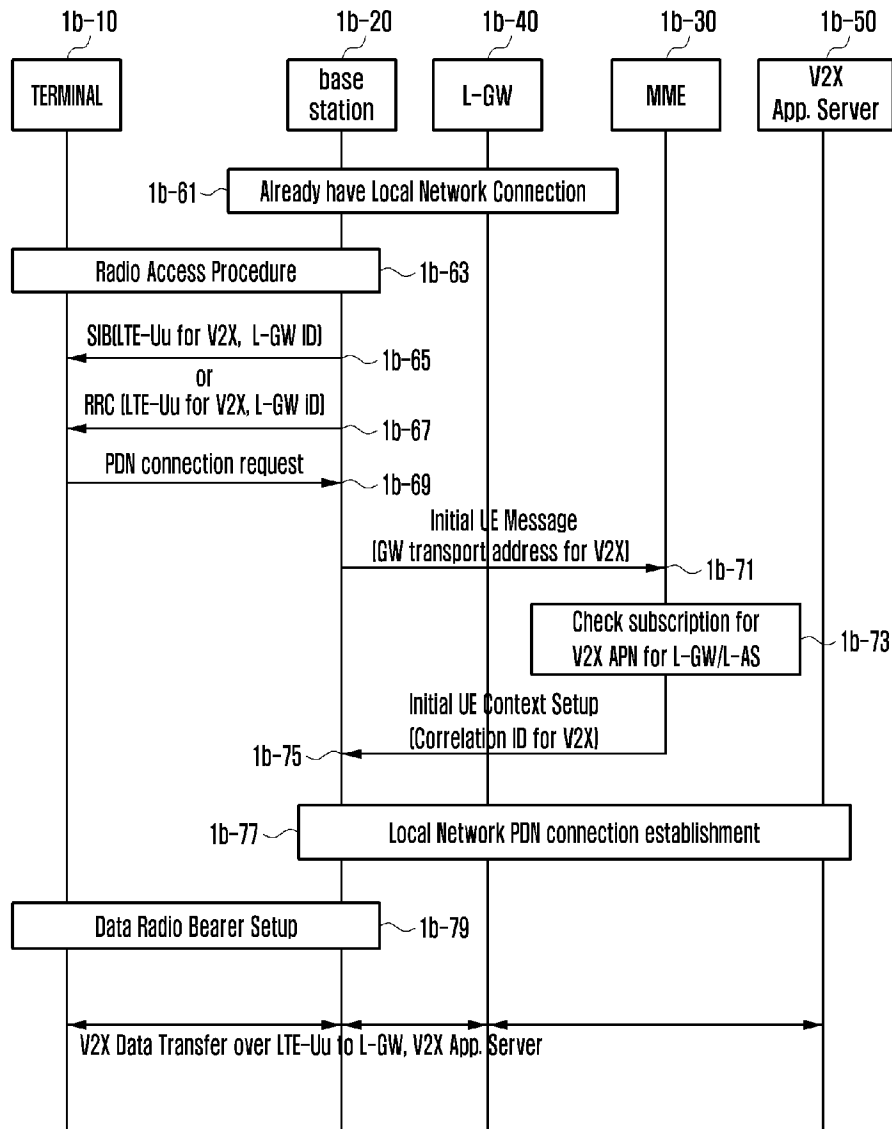 1b-10
1b-20
1b-40
1b-30
1b-50
TERMINAL
base
station
L-GW
MME
V2X
App. Server
1b-61
Already have Local Network Connection
Radio Access Procedure
1b-63
SIB(LTE-Uu for V2X, L-GW ID)
1b-65
or
RRC (LTE-Uu for V2X, L-GW ID)
1b-67
PDN connection request
1b-69
Initial UE Message
(GW transport address for V2X)
1b-71
Check subscription for
V2X APN for L-GW/L-AS
1b-73
Initial UE Context Setup
(Correlation ID for V2X)
1b-75
1b-77
Local Network PDN connection establishment
Data Radio Bearer Setup
1b-79
V2X Data Transfer over LTE-Uu to L-GW, V2X App. Server